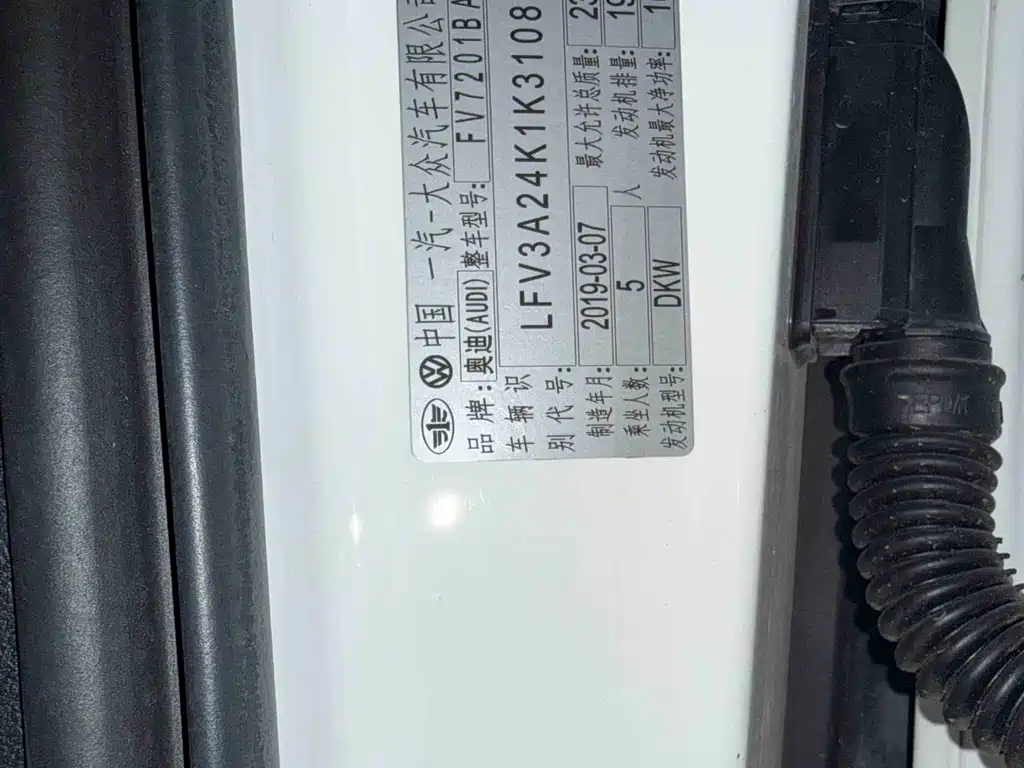 中国 一汽-大众汽车有限公司
品牌: 奥迪(AUDI) 整车型号: FV7201BA
车辆识别代号: LFV3A24K1K3108
制造年月: 2019-03-07 最大允许总质量: 23
乘坐人数: 5 人 发动机排量: 19
发动机型号: DKW 发动机最大净功率: